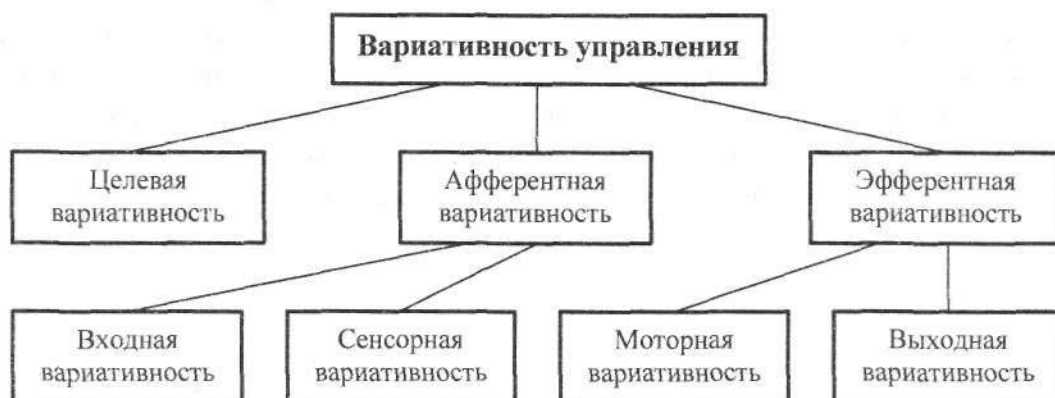 Вариативность управления
Целевая
вариативность
Афферентная
вариативность
Эфферентная
вариативность
Входная
вариативность
Сенсорная
вариативность
Моторная
вариативность
Выходная
вариативность